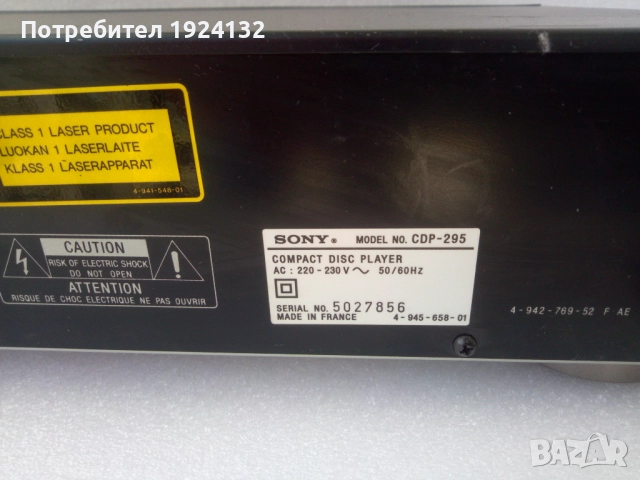 Потребител 1924132
CLASS 1 LASER PRODUCT
LUOKAN 1 LASERLAITE
KLASS 1 LASERAPPARAT
4-941-548-01
CAUTION
RISK OF ELECTRIC SHOCK
DO NOT OPEN
ATTENTION
RISQUE DE CHOC ELECTRIQUE NE PAS OUVRIR
SONY® MODEL NO. CDP-295
COMPACT DISC PLAYER
AC : 220 - 230 V ~ 50/60Hz
SERIAL NO. 5027856
MADE IN FRANCE 4-945-658-01
4-942-769-52 F AE
BAZAR